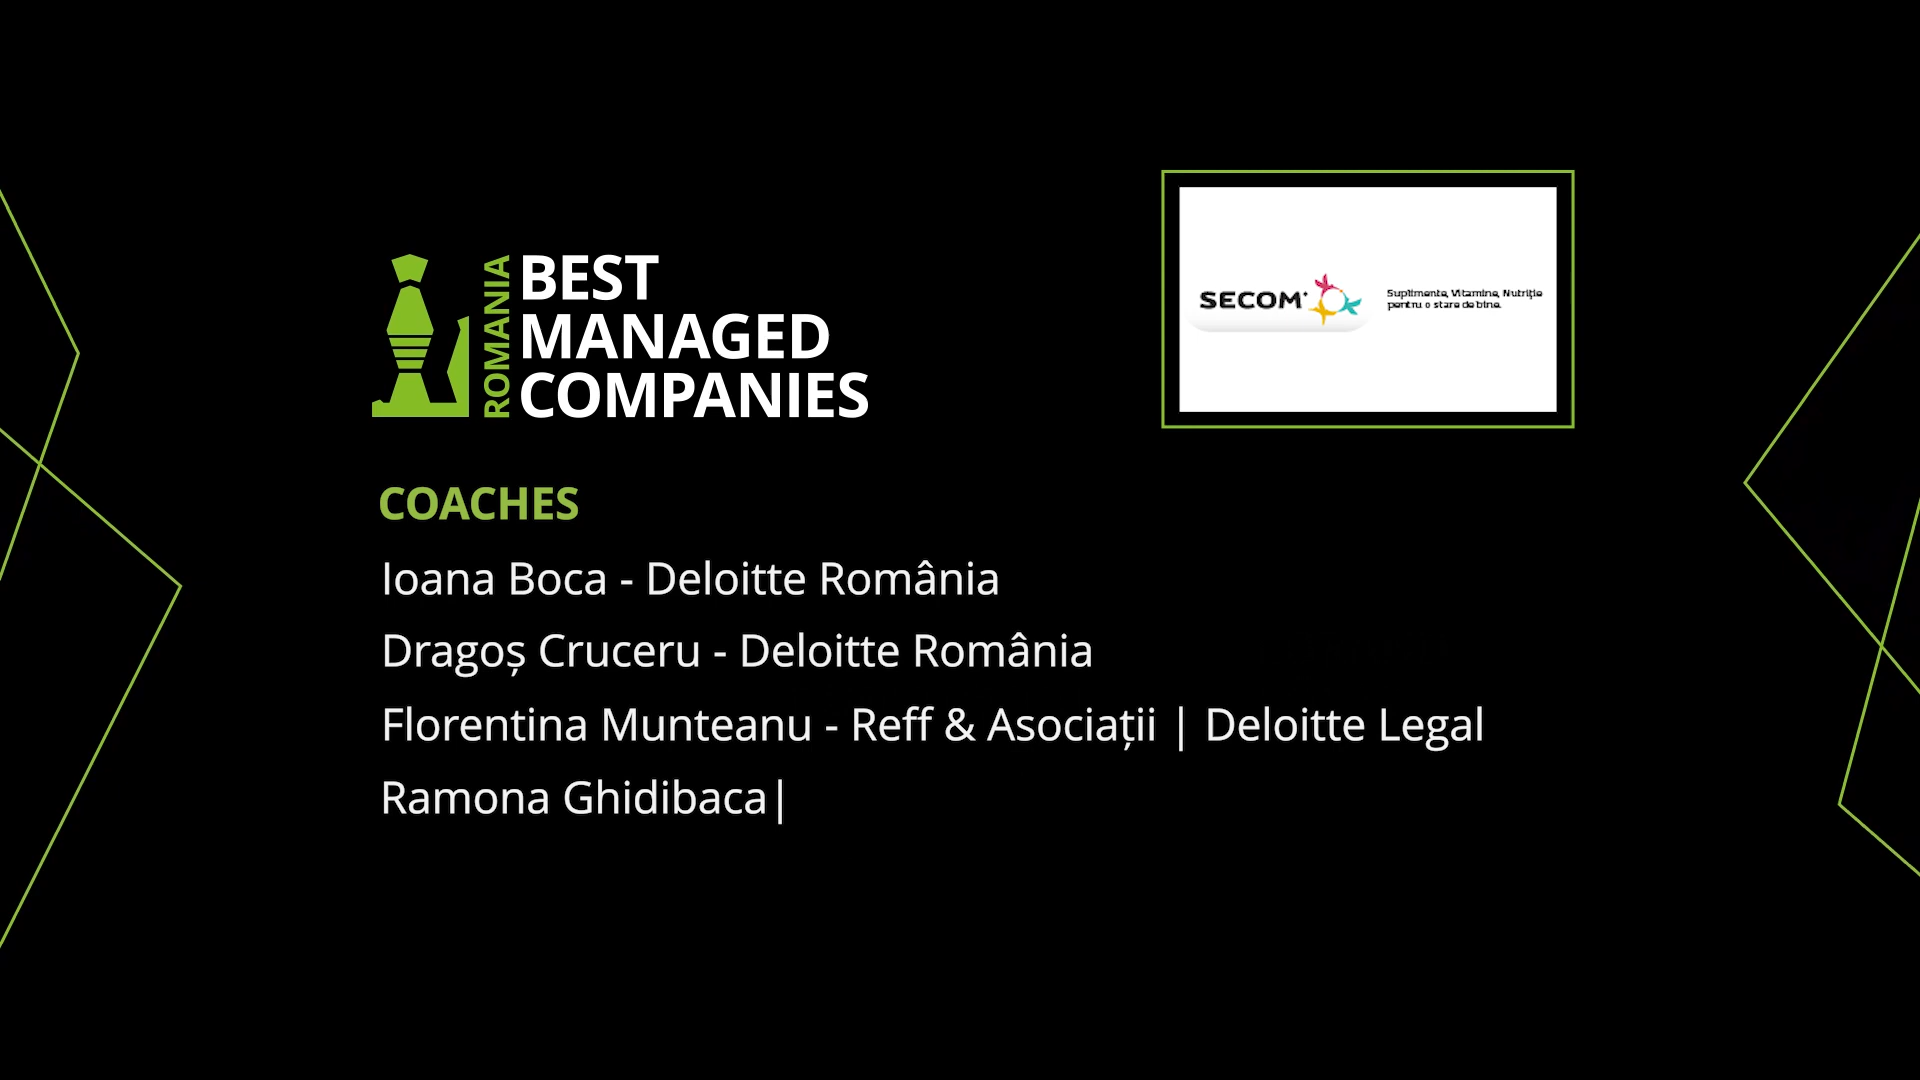 ROMANIA
BEST
MANAGED
COMPANIES
SECOM®
Suplimente, Vitamine, Nutriție
pentru o stare de bine.
COACHES
Ioana Boca - Deloitte România
Dragoș Cruceru - Deloitte România
Florentina Munteanu - Reff & Asociații | Deloitte Legal
Ramona Ghidibaca|